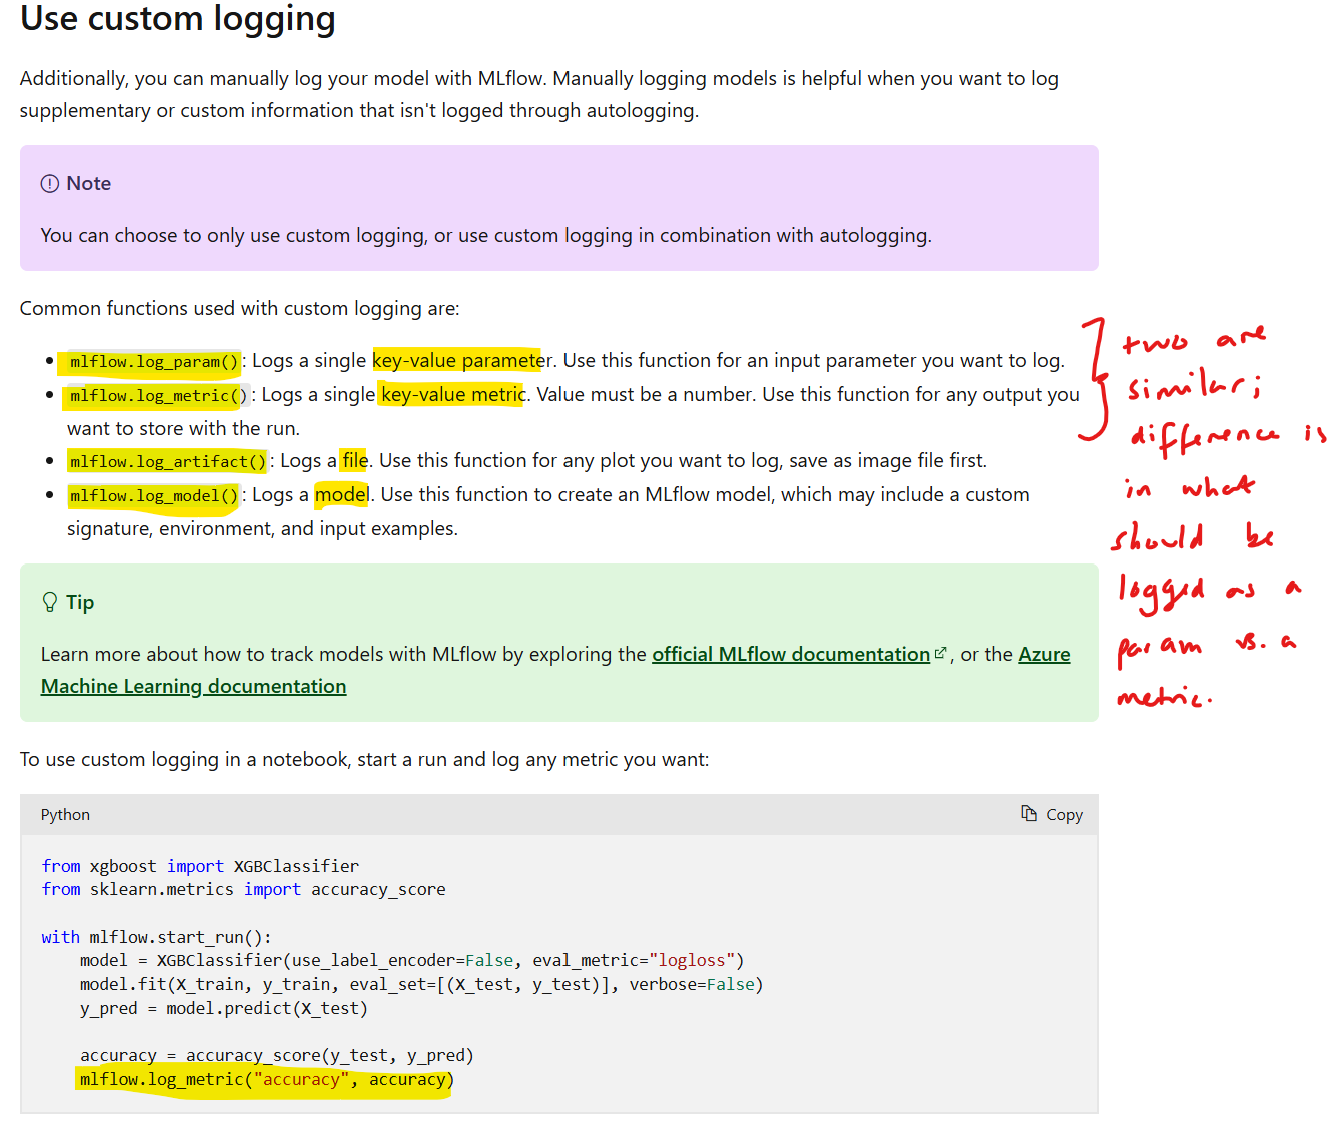 Use custom logging
Additionally, you can manually log your model with MLflow. Manually logging models is helpful when you want to log
supplementary or custom information that isn't logged through autologging.
Note
You can choose to only use custom logging, or use custom logging in combination with autologging.
Common functions used with custom logging are:
• mlflow.log_param(): Logs a single key-value parameter. Use this function for an input parameter you want to log.
• mlflow.log_metric(): Logs a single key-value metric. Value must be a number. Use this function for any output you
want to store with the run.
• mlflow.log_artifact(): Logs a file. Use this function for any plot you want to log, save as image file first.
• mlflow.log_model(): Logs a model. Use this function to create an MLflow model, which may include a custom
signature, environment, and input examples.
two are
similar;
difference is
in what
should be
logged as a
param vs. a
metric.
Tip
Learn more about how to track models with MLflow by exploring the official MLflow documentation, or the Azure
Machine Learning documentation
To use custom logging in a notebook, start a run and log any metric you want:
Python Copy
from xgboost import XGBClassifier
from sklearn.metrics import accuracy_score
with mlflow.start_run():
    model = XGBClassifier(use_label_encoder=False, eval_metric="logloss")
    model.fit(X_train, y_train, eval_set=[(X_test, y_test)], verbose=False)
    y_pred = model.predict(X_test)
    accuracy = accuracy_score(y_test, y_pred)
    mlflow.log_metric("accuracy", accuracy)